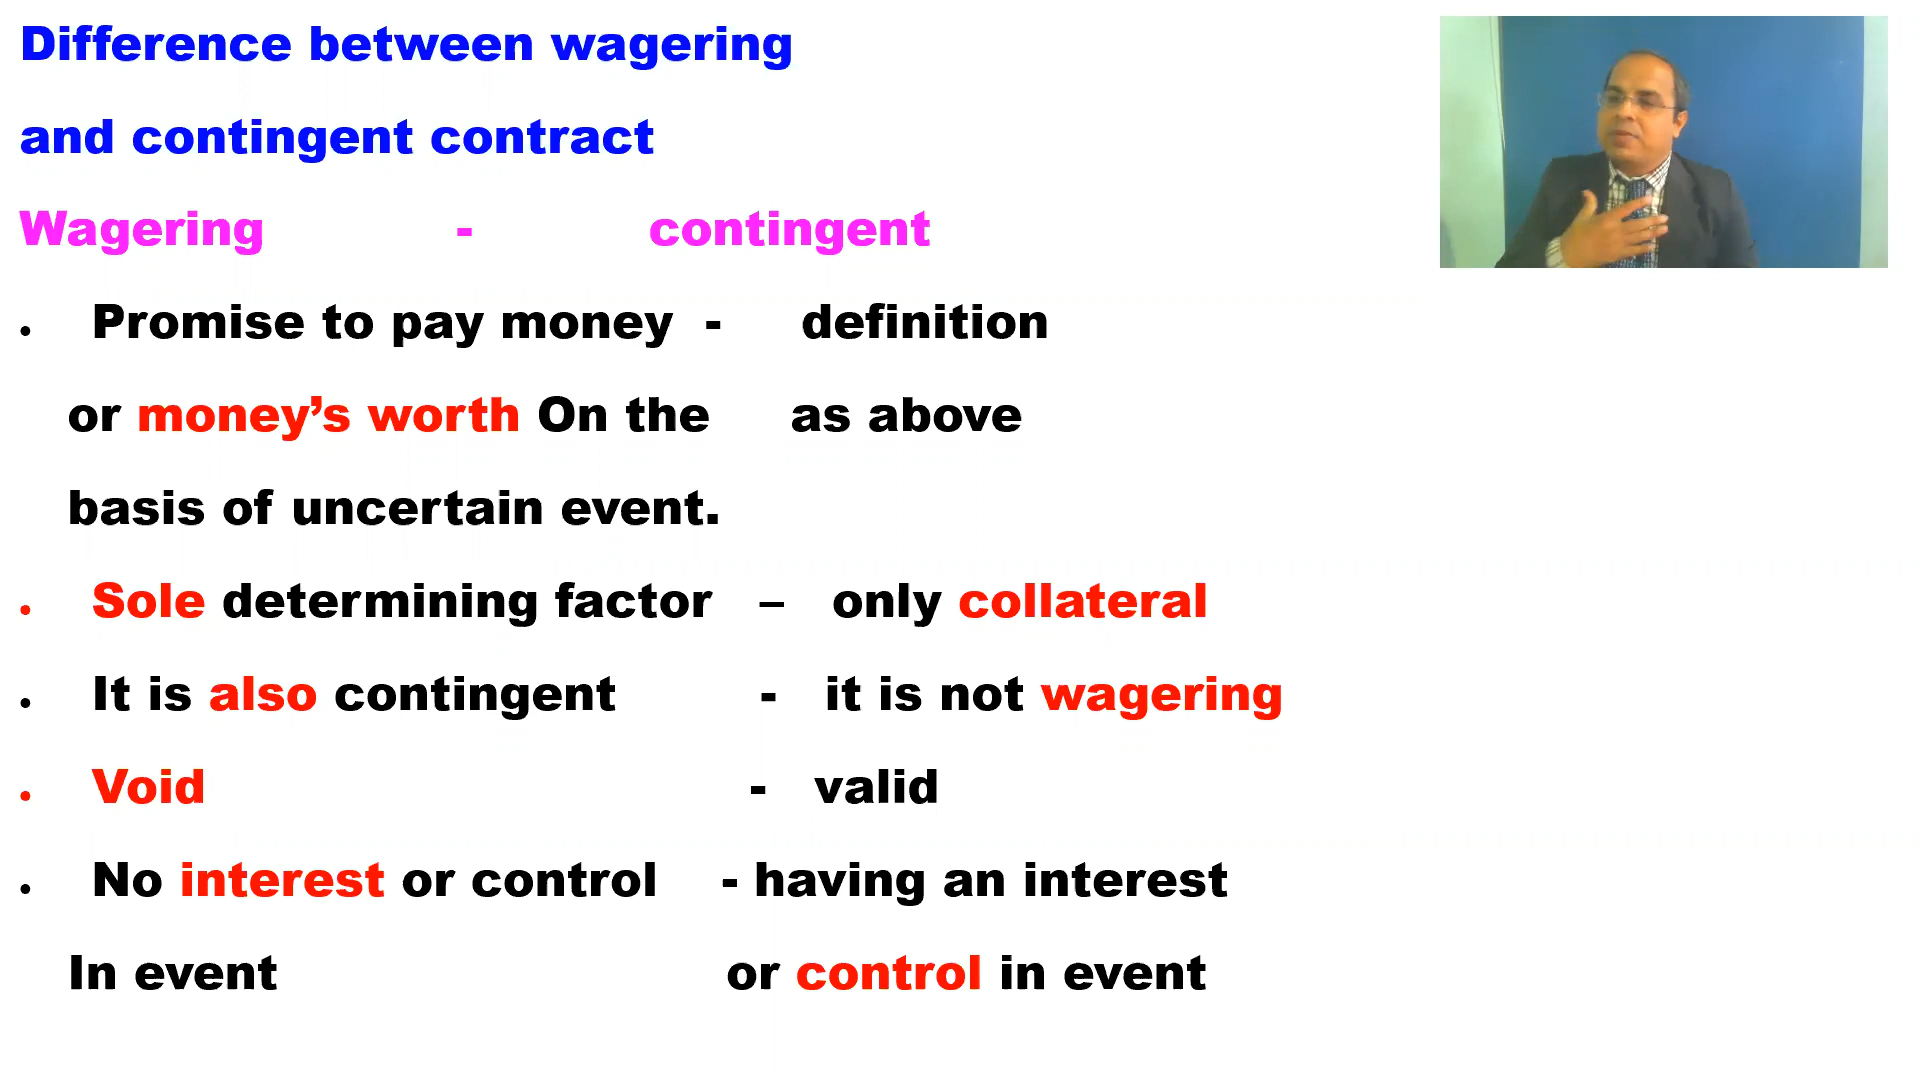 Difference between wagering
and contingent contract
Wagering - contingent
• Promise to pay money - definition
or money’s worth On the as above
basis of uncertain event.
• Sole determining factor – only collateral
• It is also contingent - it is not wagering
• Void - valid
• No interest or control - having an interest
In event or control in event